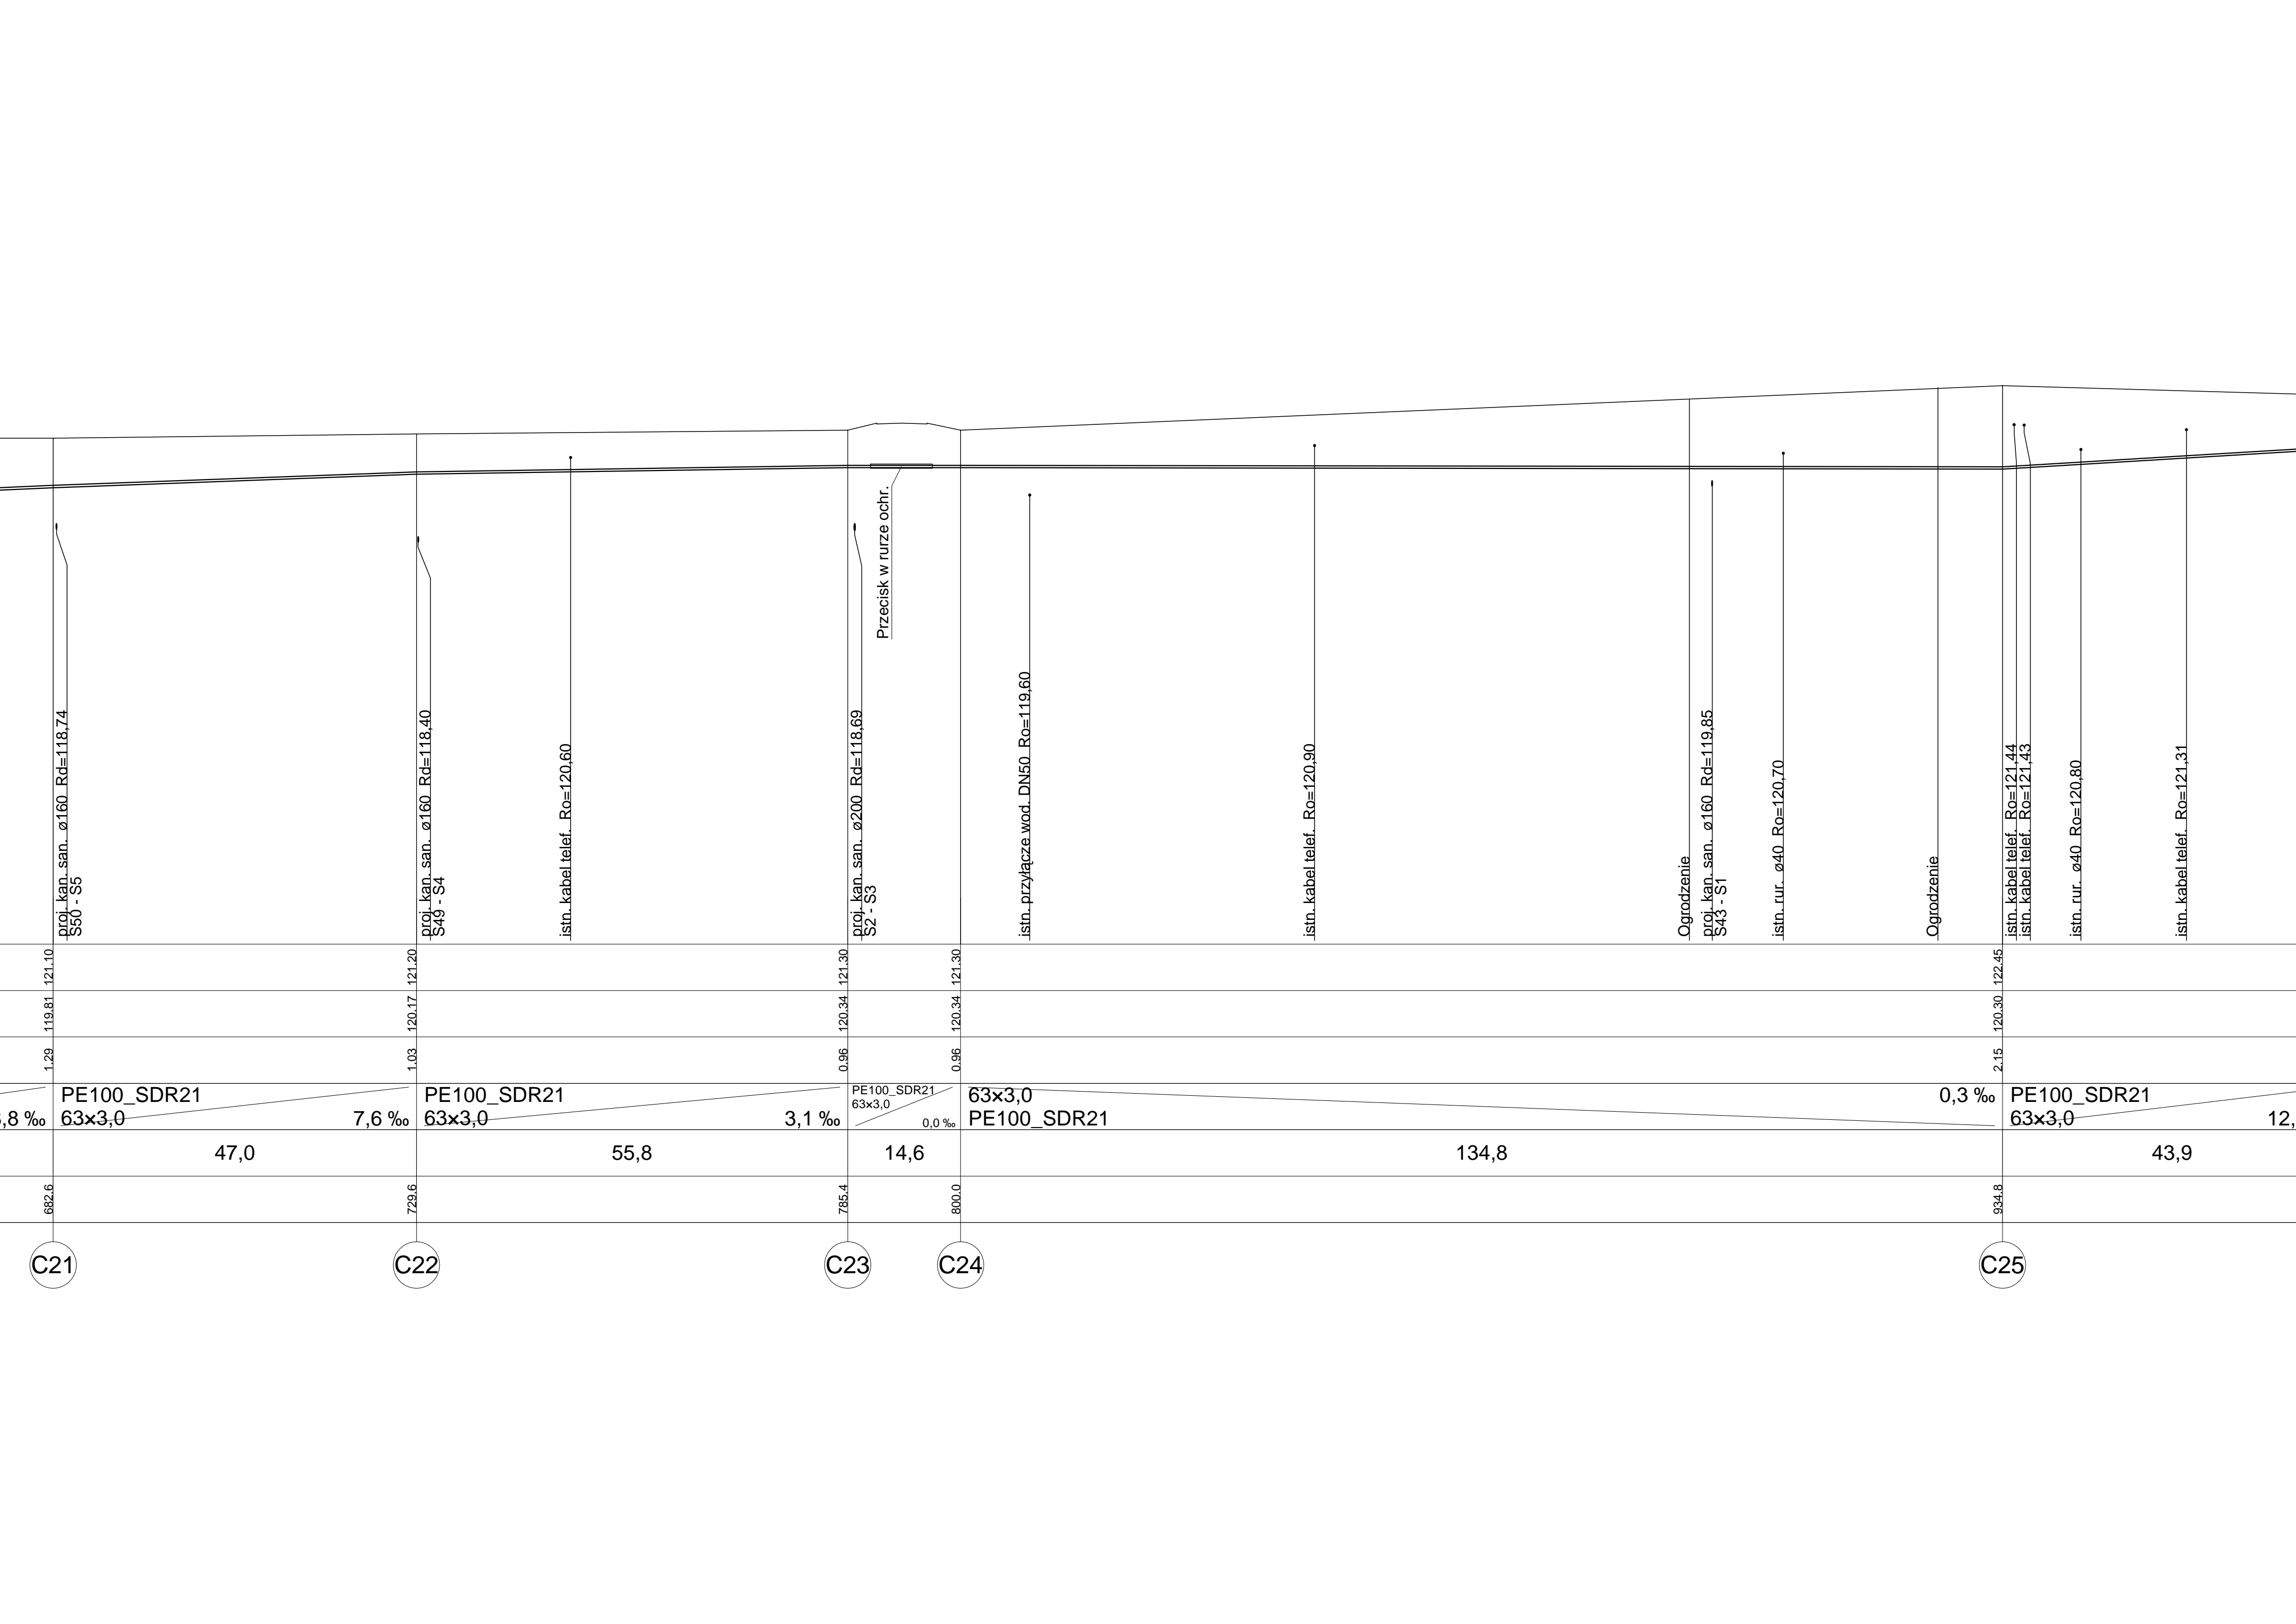 Przecisk w rurze ochr.
proj. kan. san. ø160 Rd=118,74
S50 - S5
proj. kan. san. ø160 Rd=118,40
S49 - S4
istn. kabel telef. Ro=120,60
proj. kan. san. ø200 Rd=118,69
S2 - S3
istn. przyłącze wod. DN50 Ro=119,60
istn. kabel telef. Ro=120,90
Ogrodzenie
proj. kan. san. ø160 Rd=119,85
S43 - S1
istn. rur. ø40 Ro=120,70
Ogrodzenie
istn. kabel telef. Ro=121,44
istn. kabel telef. Ro=121,43
istn. rur. ø40 Ro=120,80
istn. kabel telef. Ro=121,31
121.10 121.20 121.30 121.30 122.45
119.81 120.17 120.34 120.34 120.30
1.29 1.03 0.96 0.96 2.15
PE100_SDR21 PE100_SDR21 PE100_SDR21 63×3,0 0,3 ‰ PE100_SDR21
,8 ‰ 63×3,0 7,6 ‰ 63×3,0 3,1 ‰ 63×3,0 0,0 ‰ PE100_SDR21 63×3,0 12,
47,0 55,8 14,6 134,8 43,9
682.6 729.6 785.4 800.0 934.8
C21 C22 C23 C24 C25